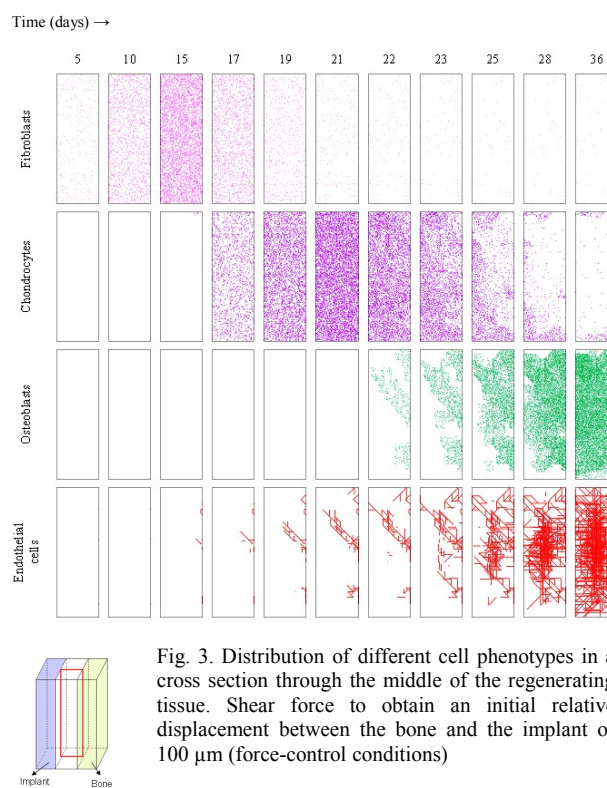 Time (days) →
5 10 15 17 19 21 22 23 25 28 36
Fibroblasts
Chondrocytes
Osteoblasts
Endothelial
cells
Fig. 3. Distribution of different cell phenotypes in a
cross section through the middle of the regenerating
tissue. Shear force to obtain an initial relative
displacement between the bone and the implant of
100 µm (force-control conditions)
Implant Bone